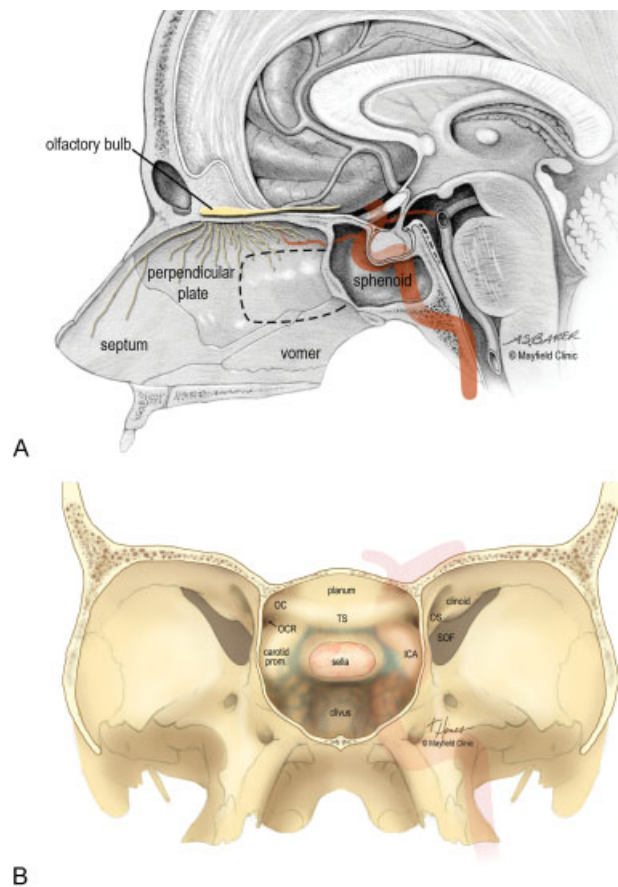 olfactory bulb
perpendicular
plate
sphenoid
septum
vomer
A.S. BAKER
© Mayfield Clinic
A
planum
OC
clinoid
TS
OS
OCR
SOF
carotid
prom.
sella
ICA
clivus
© Mayfield Clinic
B